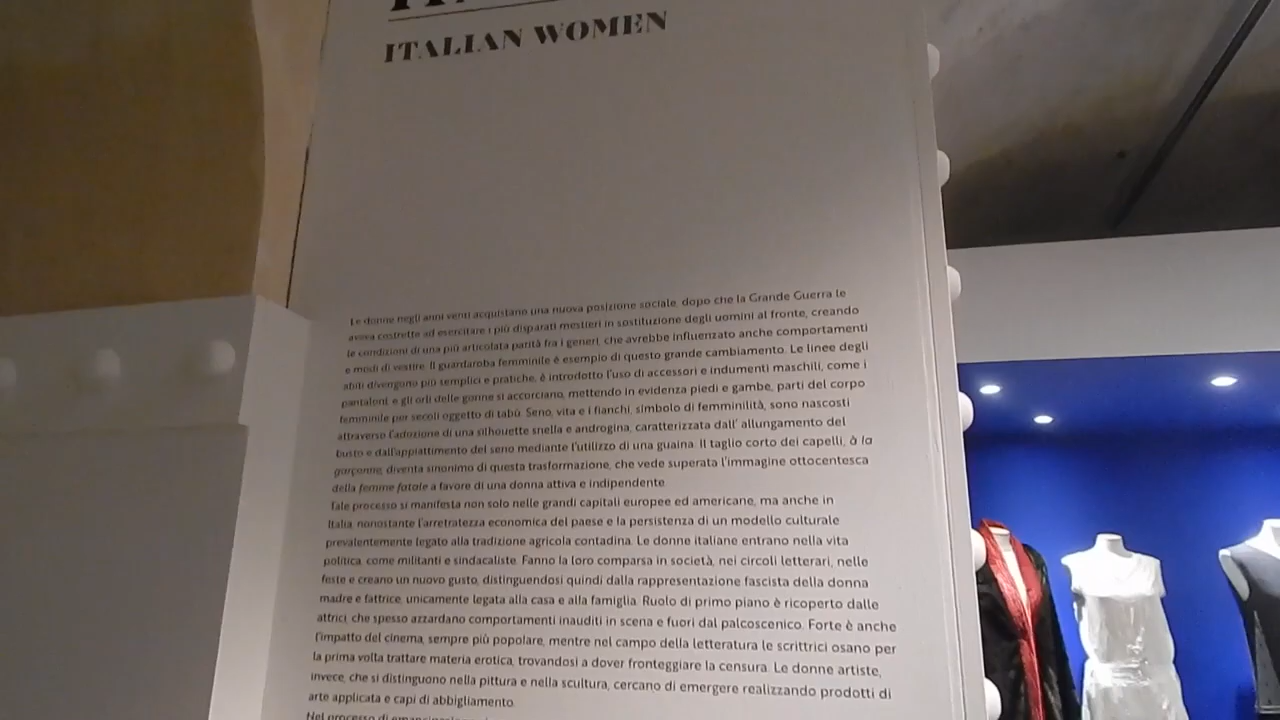 ITALIAN WOMEN
Le donne negli anni venti acquistano una nuova posizione sociale, dopo che la Grande Guerra le
aveva costrette ad esercitare i più disparati mestieri in sostituzione degli uomini al fronte, creando
le condizioni di una più articolata parità fra i generi, che avrebbe influenzato anche comportamenti
e modi di vestire. Il guardaroba femminile è esempio di questo grande cambiamento. Le linee degli
abiti divengono più semplici e pratiche, è introdotto l'uso di accessori e indumenti maschili, come i
pantaloni, e gli orli delle gonne si accorciano, mettendo in evidenza piedi e gambe, parti del corpo
femminile per secoli oggetto di tabù. Seno, vita e i fianchi, simbolo di femminilità, sono nascosti
attraverso l'adozione di una silhouette snella e androgina, caratterizzata dall' allungamento del
busto e dall'appiattimento del seno mediante l'utilizzo di una guaina. Il taglio corto dei capelli, à la
garçonne, diventa sinonimo di questa trasformazione, che vede superata l'immagine ottocentesca
della femme fatale a favore di una donna attiva e indipendente.
Tale processo si manifesta non solo nelle grandi capitali europee ed americane, ma anche in
Italia, nonostante l'arretratezza economica del paese e la persistenza di un modello culturale
prevalentemente legato alla tradizione agricola contadina. Le donne italiane entrano nella vita
politica, come militanti e sindacaliste. Fanno la loro comparsa in società, nei circoli letterari, nelle
feste e creano un nuovo gusto, distinguendosi quindi dalla rappresentazione fascista della donna
madre e fattrice, unicamente legata alla casa e alla famiglia. Ruolo di primo piano è ricoperto dalle
attrici, che spesso azzardano comportamenti inauditi in scena e fuori dal palcoscenico. Forte è anche
l'impatto del cinema, sempre più popolare, mentre nel campo della letteratura le scrittrici osano per
la prima volta trattare materia erotica, trovandosi a dover fronteggiare la censura. Le donne artiste,
invece, che si distinguono nella pittura e nella scultura, cercano di emergere realizzando prodotti di
arte applicata e capi di abbigliamento.
Nel processo di